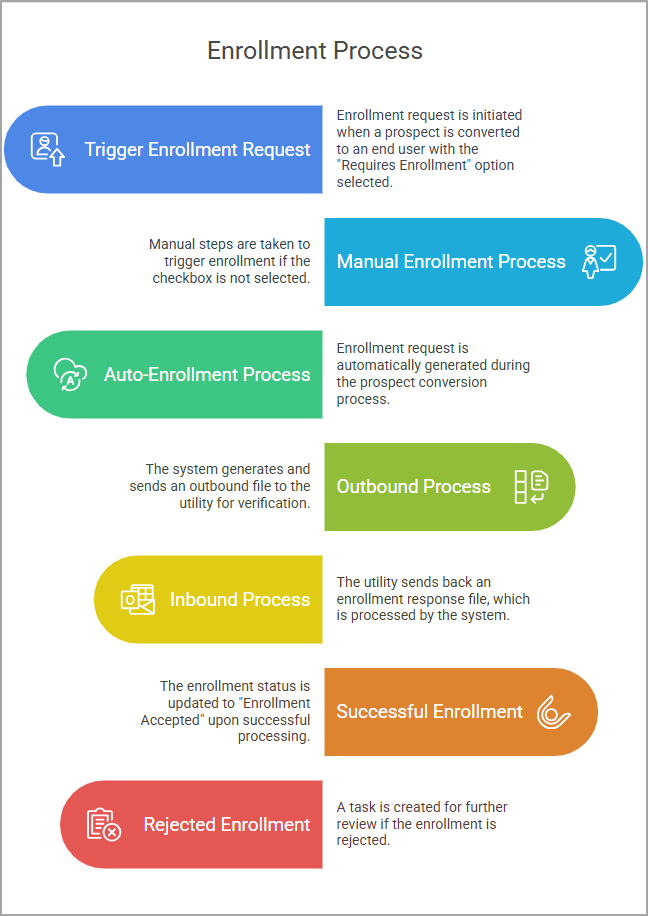 Enrollment Process
Trigger Enrollment Request
Enrollment request is initiated
when a prospect is converted
to an end user with the
"Requires Enrollment" option
selected.
Manual steps are taken to
trigger enrollment if the
checkbox is not selected.
Manual Enrollment Process
Auto-Enrollment Process
Enrollment request is
automatically generated during
the prospect conversion
process.
The system generates and
sends an outbound file to the
utility for verification.
Outbound Process
Inbound Process
The utility sends back an
enrollment response file, which
is processed by the system.
The enrollment status is
updated to "Enrollment
Accepted" upon successful
processing.
Successful Enrollment
Rejected Enrollment
A task is created for further
review if the enrollment is
rejected.